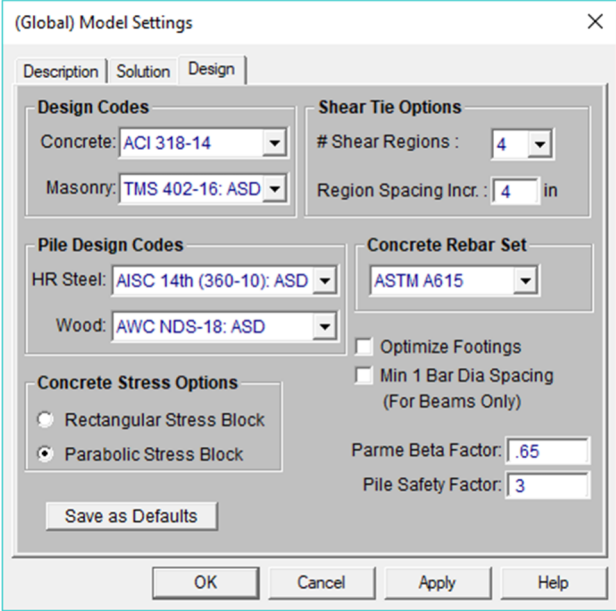 (Global) Model Settings
Description Solution Design
Design Codes
Concrete: ACI 318-14
Masonry: TMS 402-16: ASD
Shear Tie Options
# Shear Regions : 4
Region Spacing Incr. : 4 in
Pile Design Codes
HR Steel: AISC 14th (360-10): ASD
Wood: AWC NDS-18: ASD
Concrete Rebar Set
ASTM A615
Optimize Footings
Min 1 Bar Dia Spacing
(For Beams Only)
Concrete Stress Options
Rectangular Stress Block
Parabolic Stress Block
Parme Beta Factor: .65
Pile Safety Factor: 3
Save as Defaults
OK Cancel Apply Help